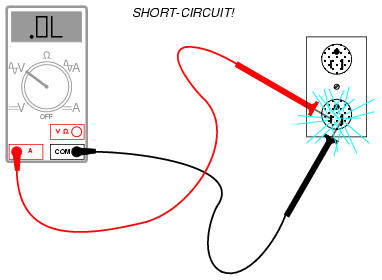 SHORT-CIRCUIT!
.OL
Ω
V A
V A
OFF
V Ω
A COM